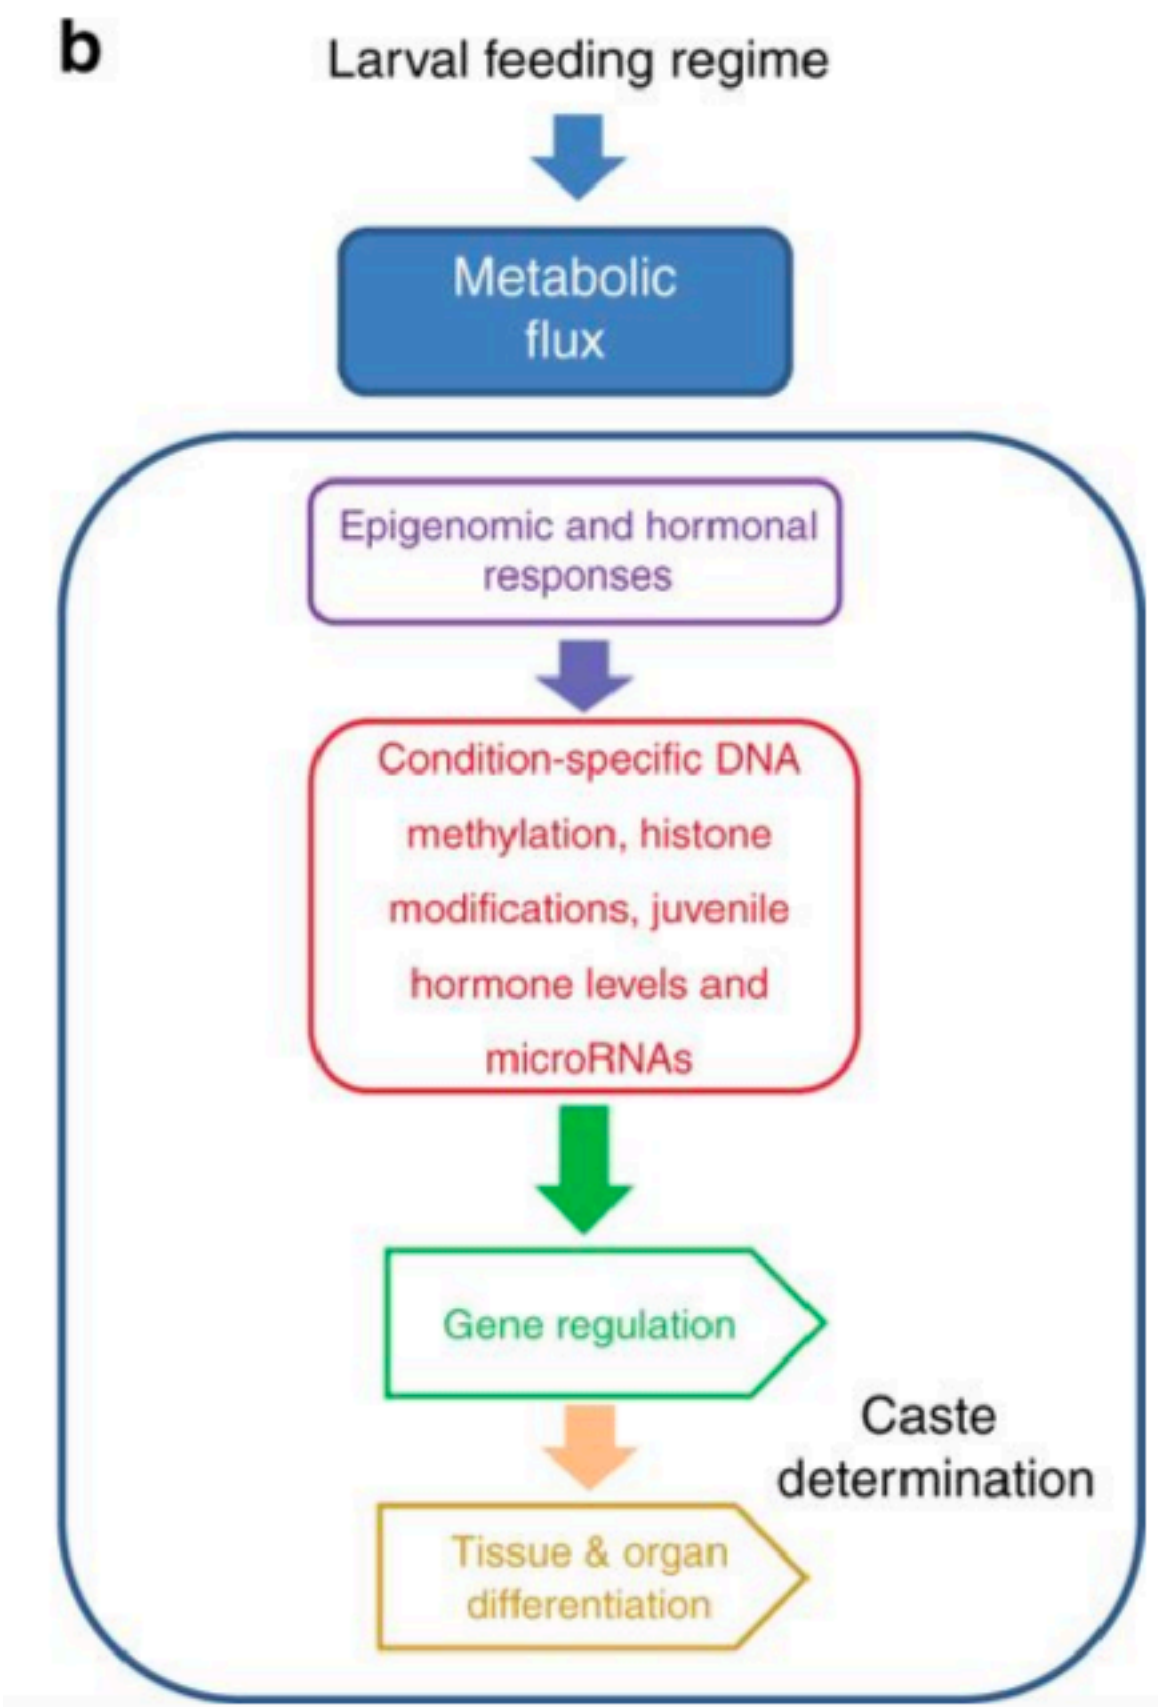 b
Larval feeding regime
Metabolic
flux
Epigenomic and hormonal
responses
Condition-specific DNA
methylation, histone
modifications, juvenile
hormone levels and
microRNAs
Gene regulation
Caste
determination
Tissue & organ
differentiation